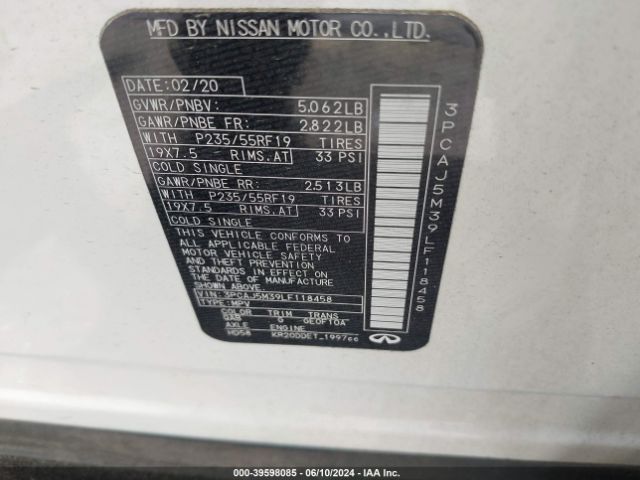 MFD BY NISSAN MOTOR CO.,LTD.
DATE:02/20
GVWR/PNBV: 5.062LB
GAWR/PNBE FR: 2.822LB
WITH P235/55RF19 TIRES
19X7.5 RIMS.AT 33 PSI
COLD SINGLE
GAWR/PNBE RR: 2.513LB
WITH P235/55RF19 TIRES
19X7.5 RIMS.AT 33 PSI
COLD SINGLE
THIS VEHICLE CONFORMS TO
ALL APPLICABLE FEDERAL
MOTOR VEHICLE SAFETY
AND THEFT PREVENTION
STANDARDS IN EFFECT ON
THE DATE OF MANUFACTURE
SHOWN ABOVE.
VIN:3PCAJ5M39LF118458
TYPE:MPV
COLOR TRIM TRANS
QAB G GE0F10A
AXLE ENGINE
HD58 KR20DDET 1997cc
3PCAJ5M39LF118458
000-39598085 - 06/10/2024 - IAA Inc.